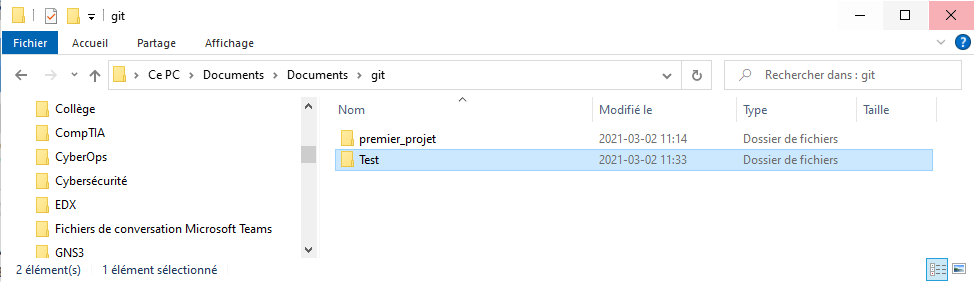 git
Fichier Accueil Partage Affichage
Ce PC Documents Documents git Rechercher dans : git
Collège
CompTIA
CyberOps
Cybersécurité
EDX
Fichiers de conversation Microsoft Teams
GNS3
Nom Modifié le Type Taille
premier_projet 2021-03-02 11:14 Dossier de fichiers
Test 2021-03-02 11:33 Dossier de fichiers
2 élément(s) 1 élément sélectionné